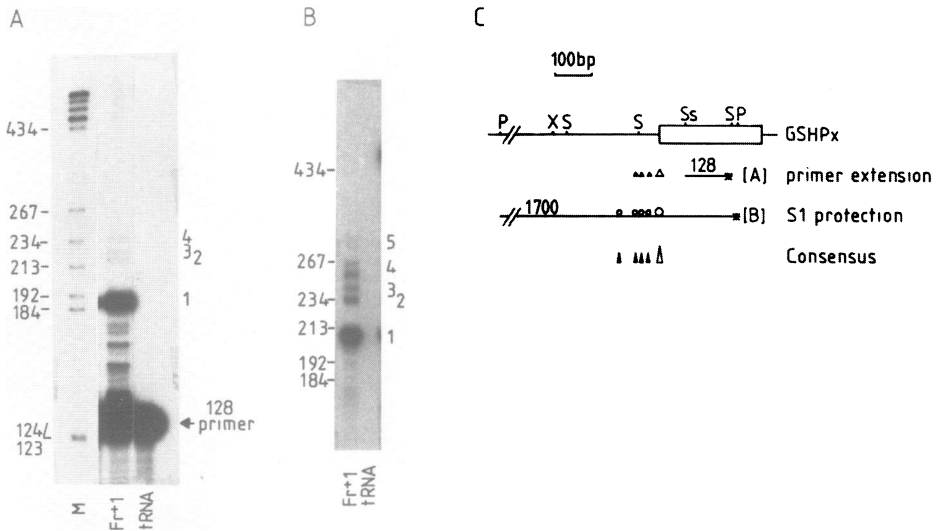 A
434
267
234
213
192
184
124/
123
4
3 2
1
128
primer
M
Fr+1
tRNA
B
434
267
234
213
192
184
5
4
3 2
1
Fr+1
tRNA
C
100bp
P X S S Ss SP GSHPx
128 [A] primer extension
1700 [B] S1 protection
Consensus